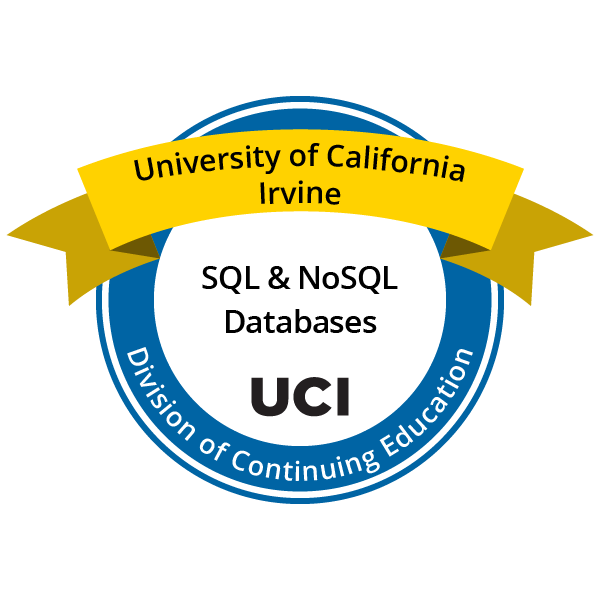 University of California
Irvine
SQL & NoSQL
Databases
UCI
Division of Continuing Education